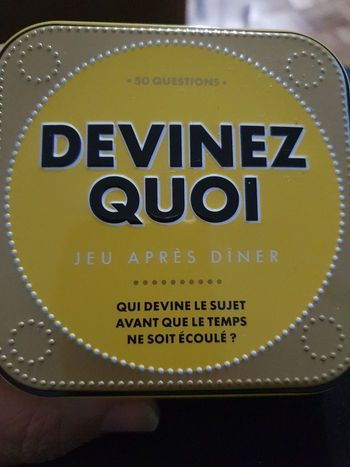 • 50 QUESTIONS •
DEVINEZ
QUOI
JEU APRÈS DÎNER
QUI DEVINE LE SUJET
AVANT QUE LE TEMPS
NE SOIT ÉCOULÉ ?